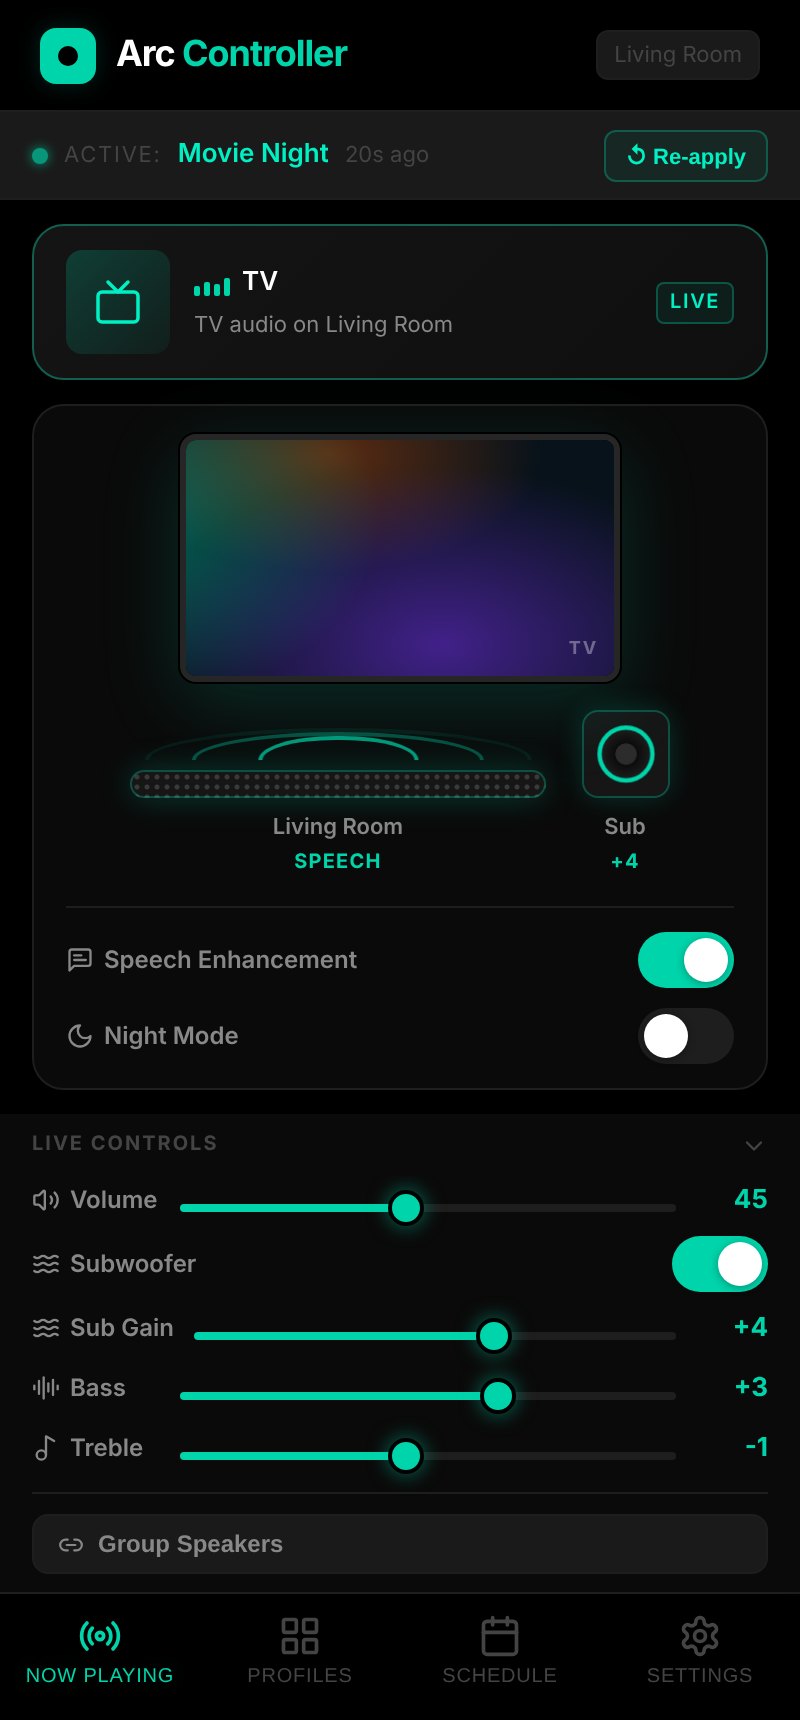 Arc Controller
Living Room
ACTIVE: Movie Night 20s ago
Re-apply
TV
TV audio on Living Room
LIVE
TV
Living Room
SPEECH
Sub
+4
Speech Enhancement
Night Mode
LIVE CONTROLS
Volume 45
Subwoofer
Sub Gain +4
Bass +3
Treble -1
Group Speakers
NOW PLAYING
PROFILES
SCHEDULE
SETTINGS